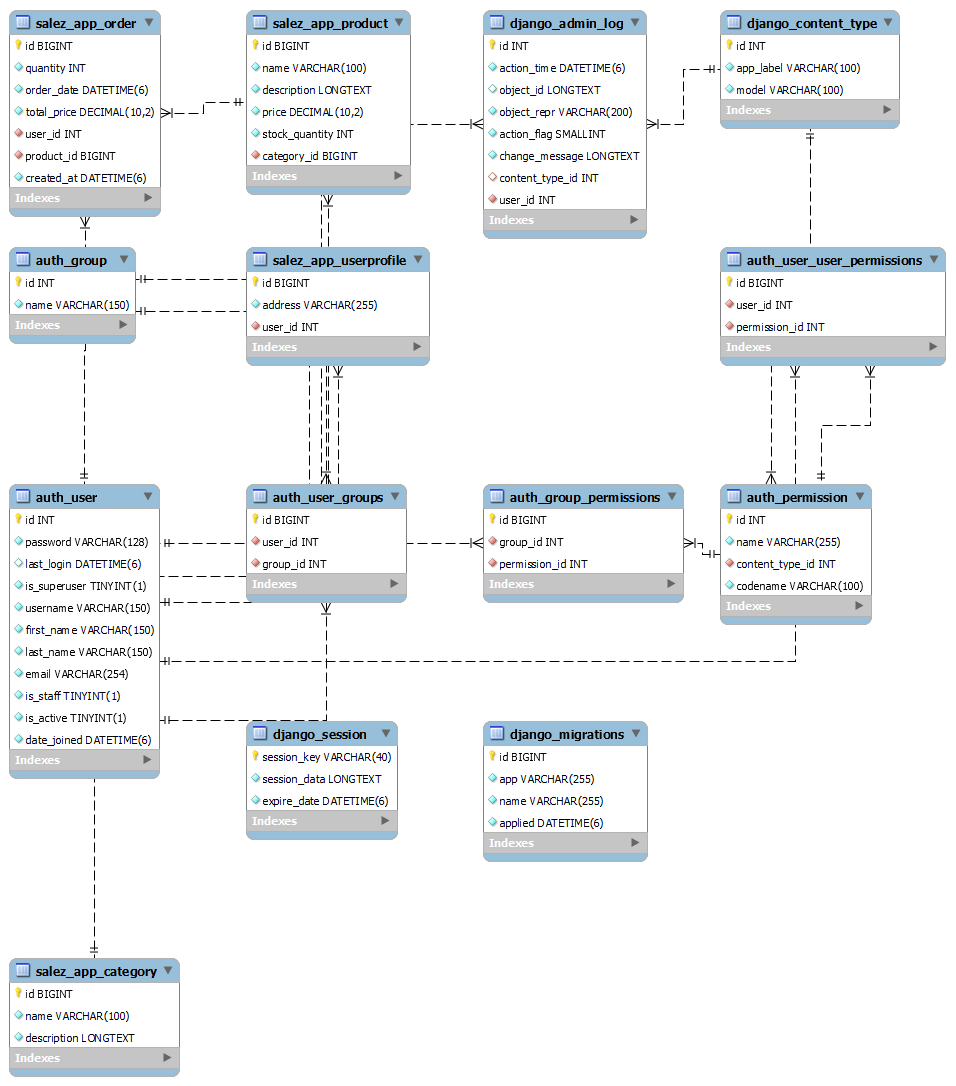 salez_app_order
id BIGINT
quantity INT
order_date DATETIME(6)
total_price DECIMAL(10,2)
user_id INT
product_id BIGINT
created_at DATETIME(6)
Indexes
salez_app_product
id BIGINT
name VARCHAR(100)
description LONGTEXT
price DECIMAL(10,2)
stock_quantity INT
category_id BIGINT
Indexes
django_admin_log
id INT
action_time DATETIME(6)
object_id LONGTEXT
object_repr VARCHAR(200)
action_flag SMALLINT
change_message LONGTEXT
content_type_id INT
user_id INT
Indexes
django_content_type
id INT
app_label VARCHAR(100)
model VARCHAR(100)
Indexes
auth_group
id INT
name VARCHAR(150)
Indexes
salez_app_userprofile
id BIGINT
address VARCHAR(255)
user_id INT
Indexes
auth_user_user_permissions
id BIGINT
user_id INT
permission_id INT
Indexes
auth_user
id INT
password VARCHAR(128)
last_login DATETIME(6)
is_superuser TINYINT(1)
username VARCHAR(150)
first_name VARCHAR(150)
last_name VARCHAR(150)
email VARCHAR(254)
is_staff TINYINT(1)
is_active TINYINT(1)
date_joined DATETIME(6)
Indexes
auth_user_groups
id BIGINT
user_id INT
group_id INT
Indexes
auth_group_permissions
id BIGINT
group_id INT
permission_id INT
Indexes
auth_permission
id INT
name VARCHAR(255)
content_type_id INT
codename VARCHAR(100)
Indexes
django_session
session_key VARCHAR(40)
session_data LONGTEXT
expire_date DATETIME(6)
Indexes
django_migrations
id BIGINT
app VARCHAR(255)
name VARCHAR(255)
applied DATETIME(6)
Indexes
salez_app_category
id BIGINT
name VARCHAR(100)
description LONGTEXT
Indexes